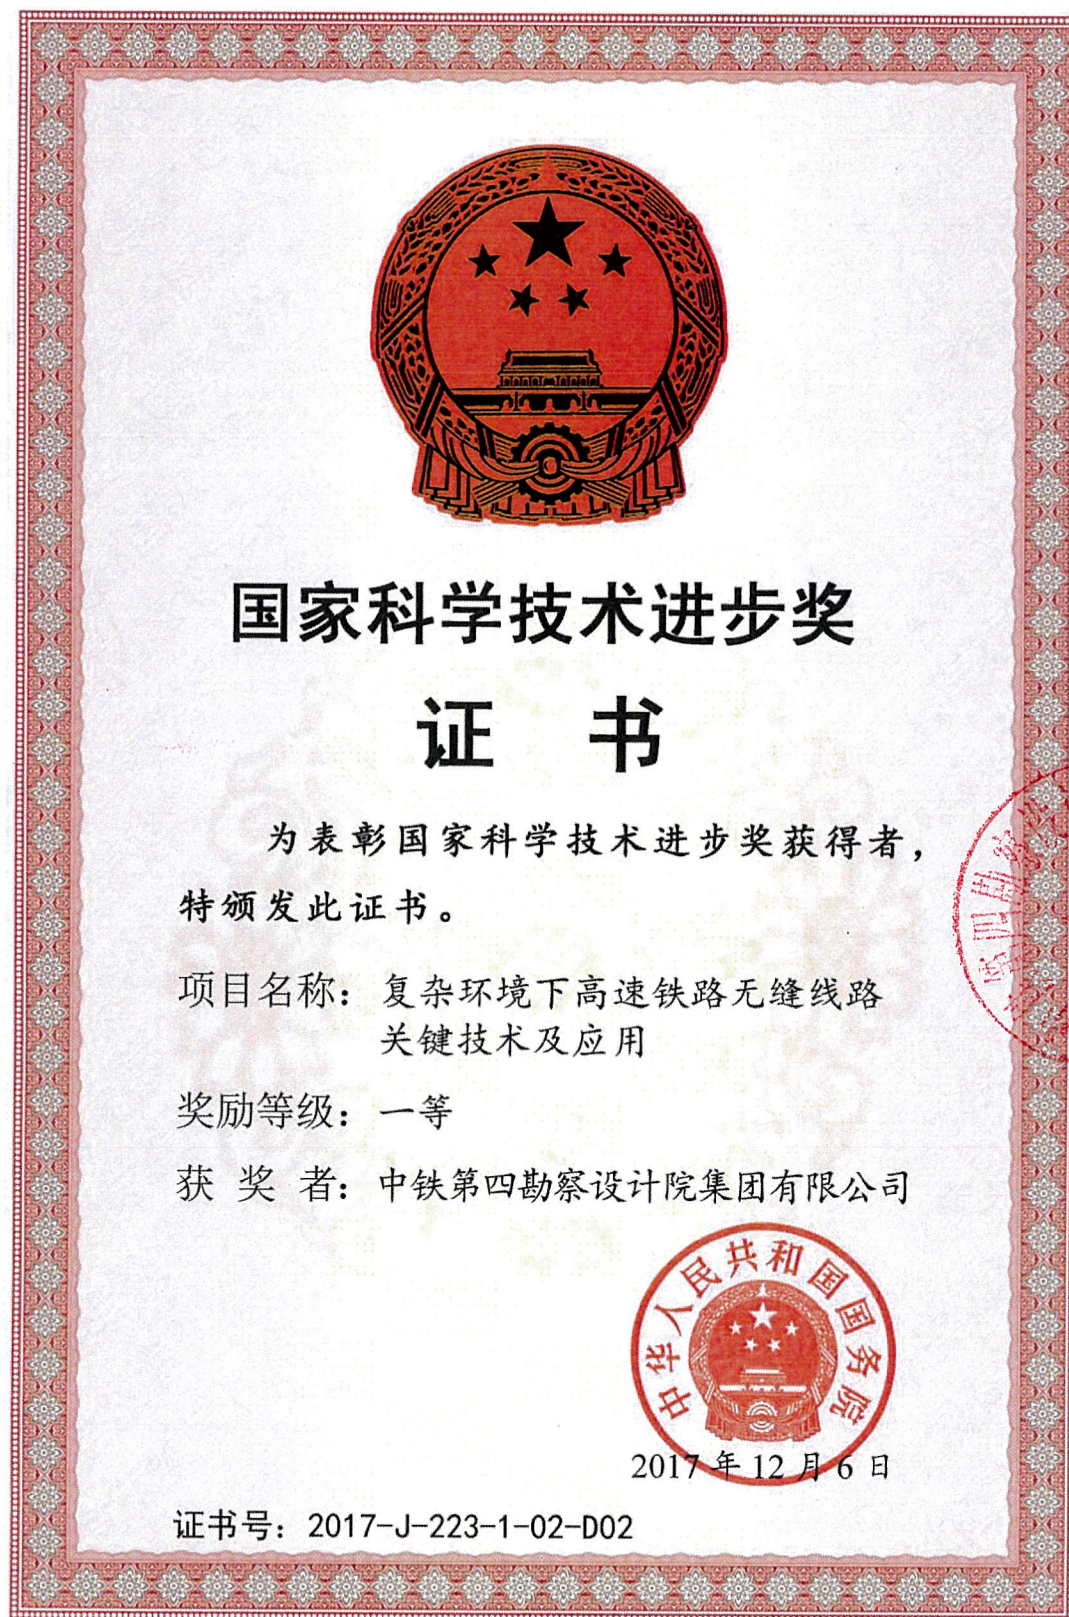 国家科学技术进步奖
证 书
为表彰国家科学技术进步奖获得者，
特颁发此证书。
项目名称：复杂环境下高速铁路无缝线路
关键技术及应用
奖励等级：一等
获 奖 者：中铁第四勘察设计院集团有限公司
中华人民共和国国务院
2017年12月6日
证书号：2017-J-223-1-02-D02